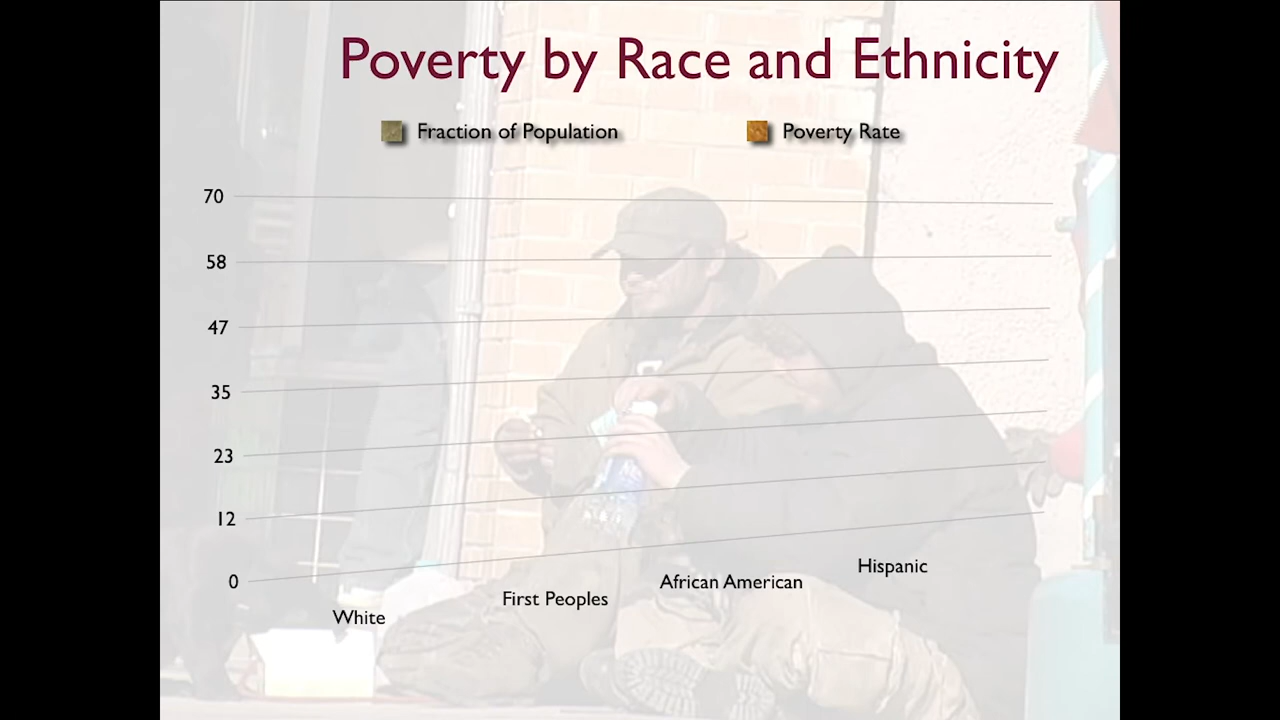 Poverty by Race and Ethnicity
Fraction of Population
Poverty Rate
70
58
47
35
23
12
0
White
First Peoples
African American
Hispanic